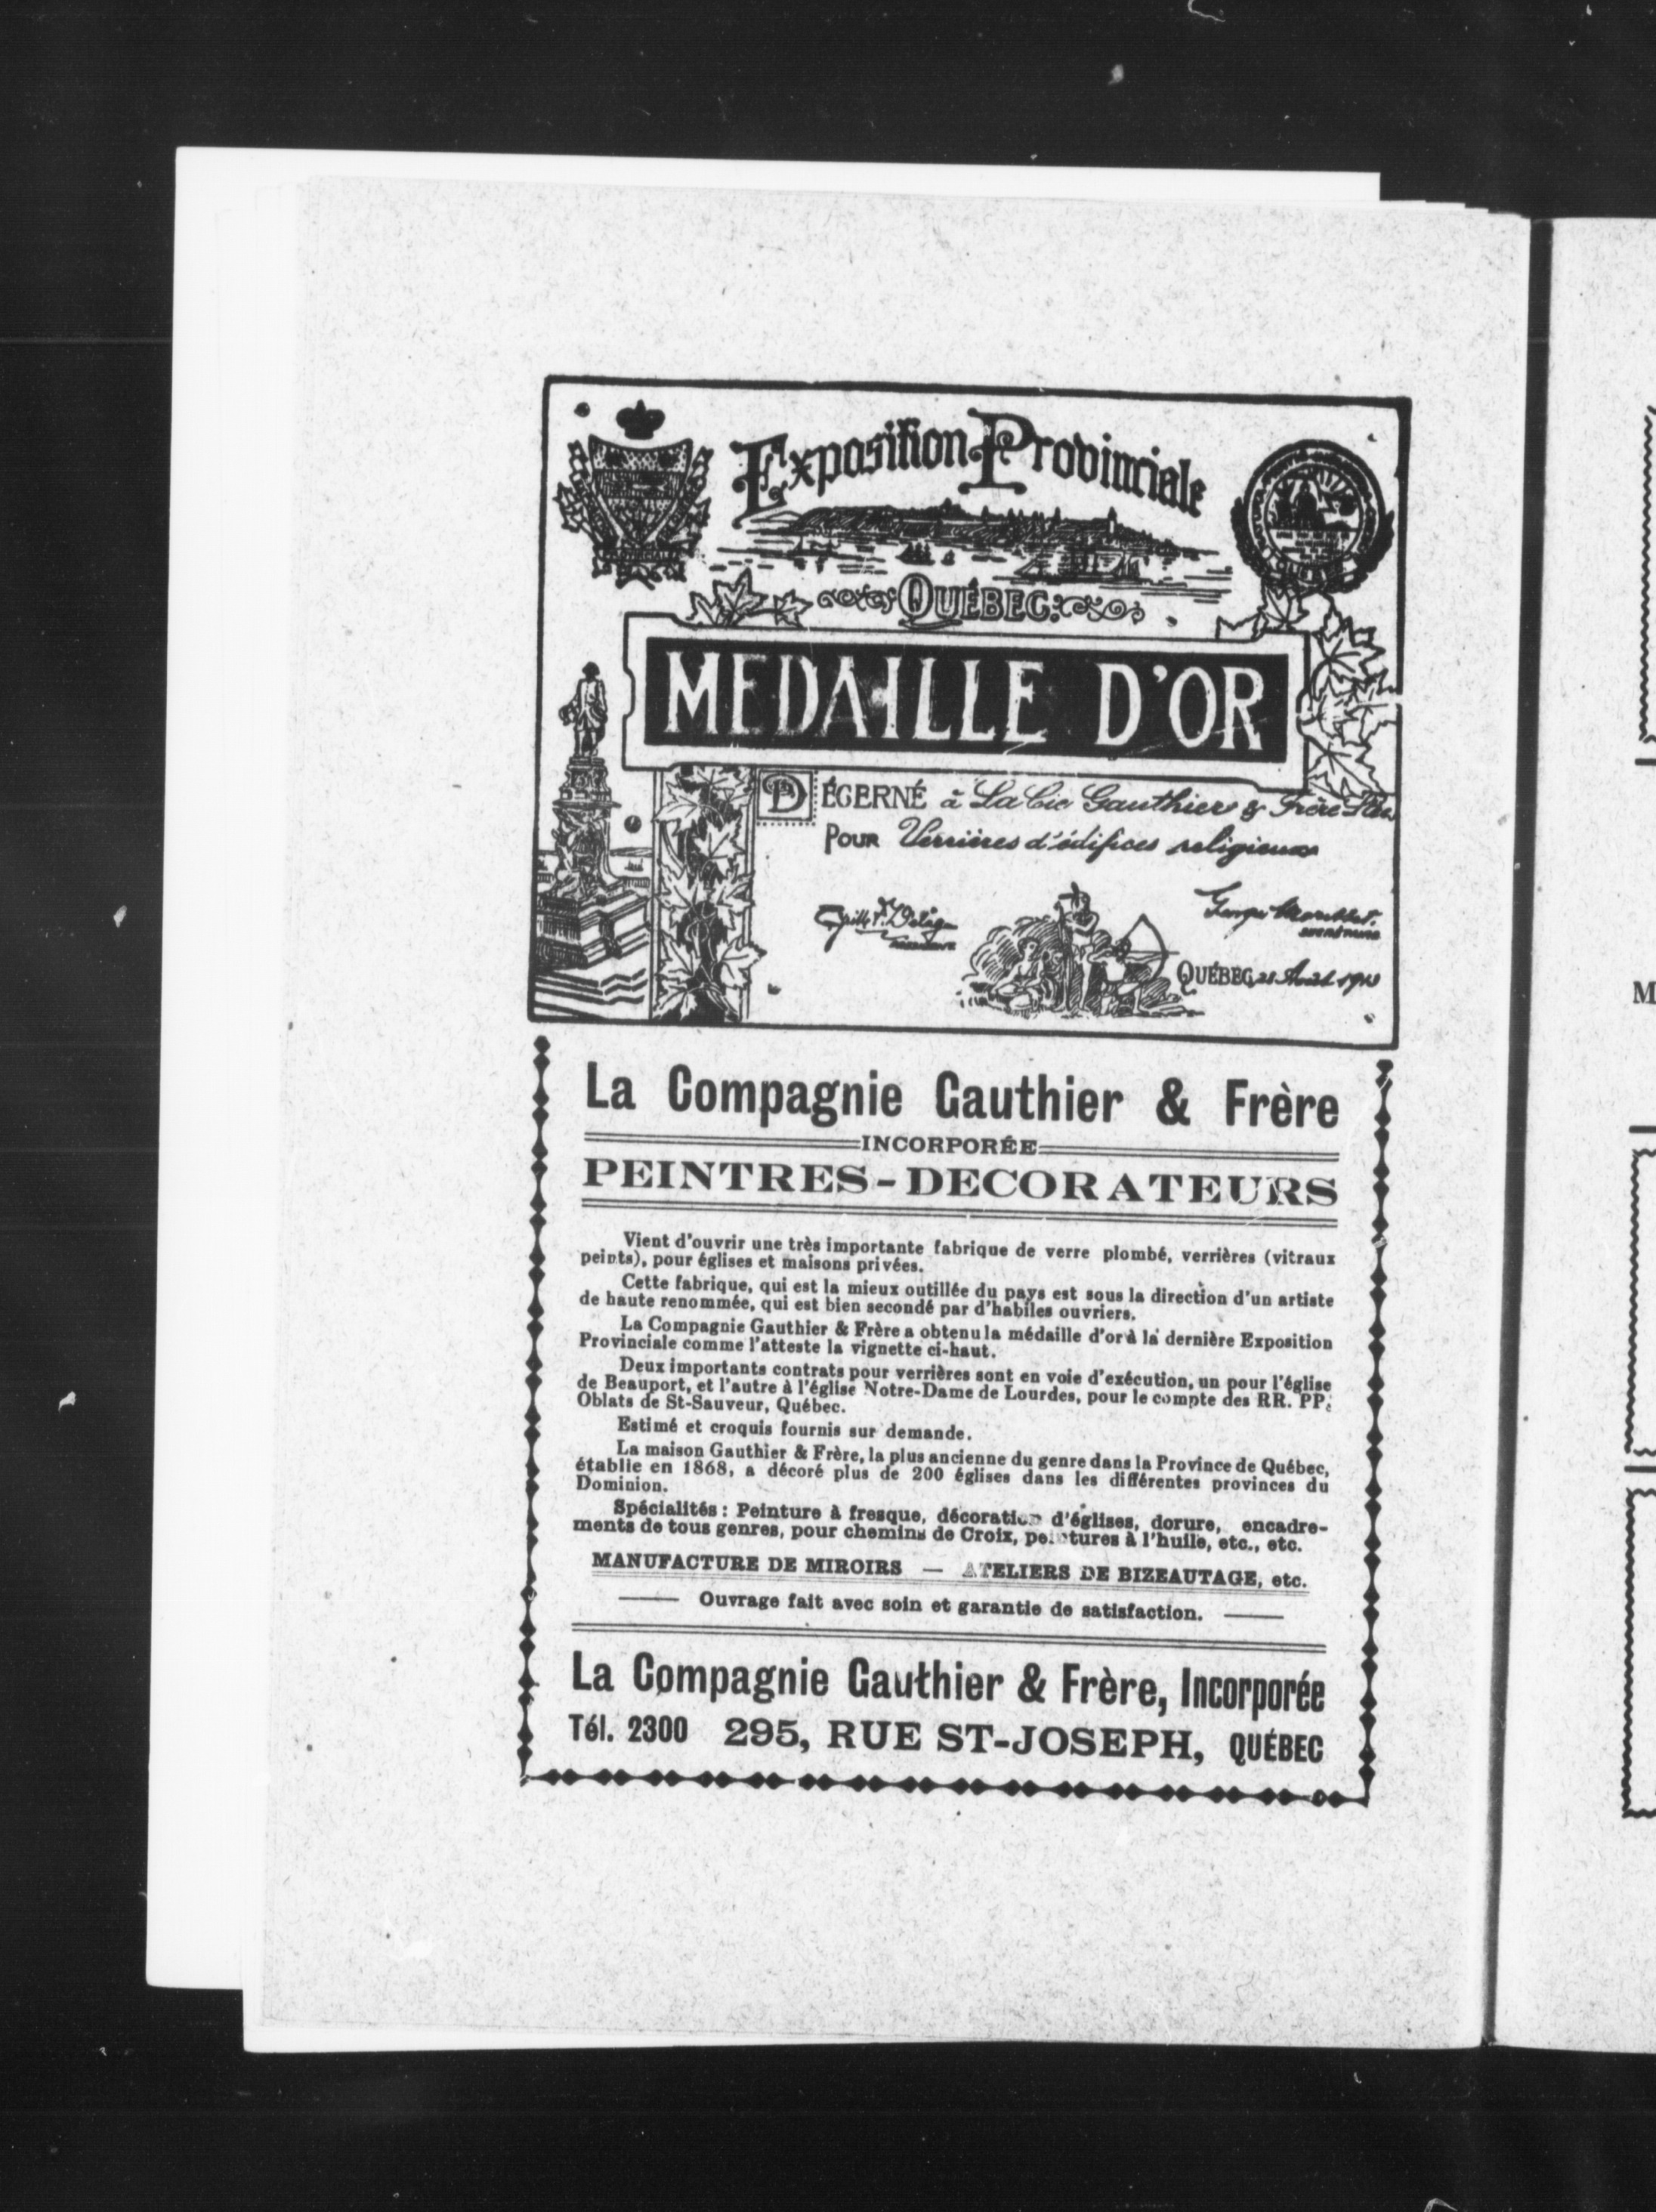 Exposition Provinciale
QUÉBEC
MEDAILLE D'OR
DÉCERNÉ à La Cie Gauthier & Frère
POUR Verrières d'édifices religieux
QUÉBEC, Août
La Compagnie Gauthier & Frère
INCORPORÉE
PEINTRES-DECORATEURS
Vient d'ouvrir une très importante fabrique de verre plombé, verrières (vitraux
peints), pour églises et maisons privées.
Cette fabrique, qui est la mieux outillée du pays est sous la direction d'un artiste
de haute renommée, qui est bien secondé par d'habiles ouvriers.
La Compagnie Gauthier & Frère a obtenu la médaille d'or à la dernière Exposition
Provinciale comme l'atteste la vignette ci-haut.
Deux importants contrats pour verrières sont en voie d'exécution, un pour l'église
de Beauport, et l'autre à l'église Notre-Dame de Lourdes, pour le compte des RR. PP.
Oblats de St-Sauveur, Québec.
Estimé et croquis fournis sur demande.
La maison Gauthier & Frère, la plus ancienne du genre dans la Province de Québec,
établie en 1868, a décoré plus de 200 églises dans les différentes provinces du
Dominion.
Spécialités : Peinture à fresque, décoration d'églises, dorure, encadre-
ments de tous genres, pour chemins de Croix, peintures à l'huile, etc., etc.
MANUFACTURE DE MIROIRS — ATELIERS DE BIZEAUTAGE, etc.
Ouvrage fait avec soin et garantie de satisfaction.
La Compagnie Gauthier & Frère, Incorporée
Tél. 2300 295, RUE ST-JOSEPH, QUÉBEC
M